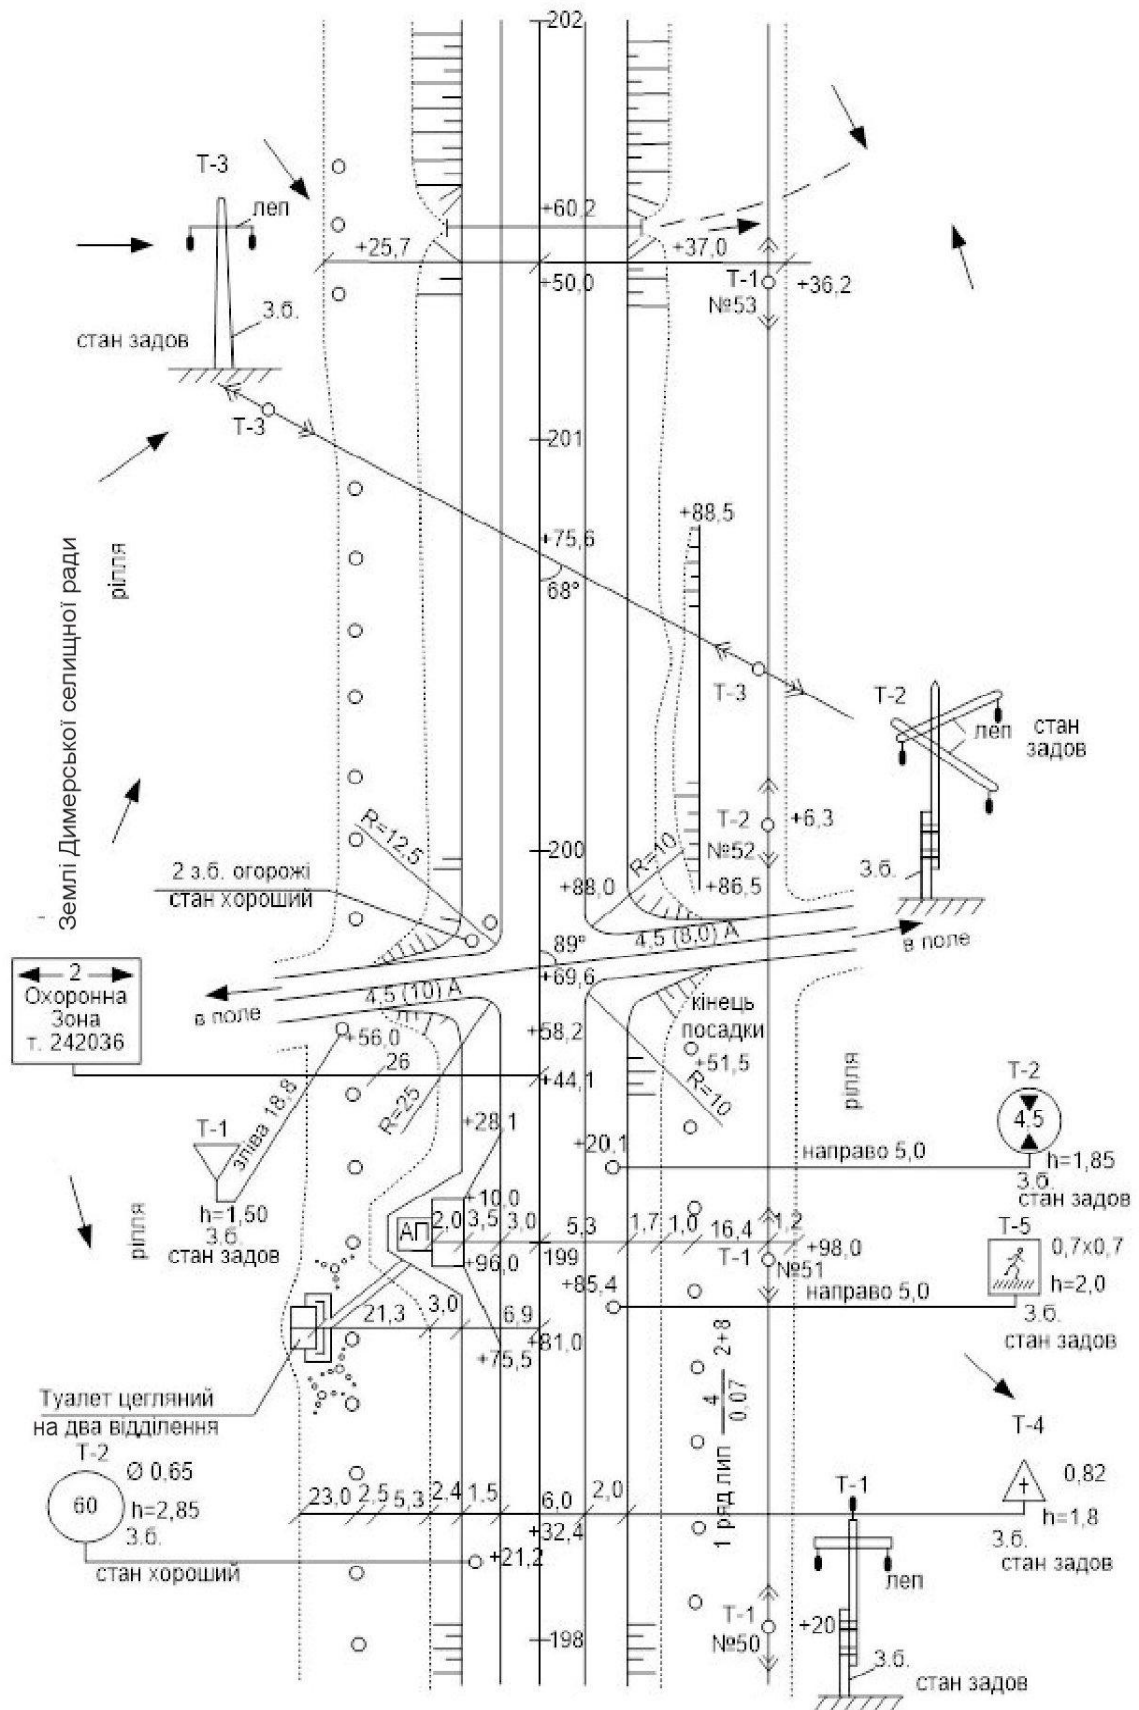 202
Т-3
леп
+60,2
+25,7
+37,0
+50,0
Т-1
№53
+36,2
З.б.
стан задов
Т-3
201
+88,5
+75,6
68°
Землі Димерської селищної ради
рілля
Т-3
Т-2
леп
стан
задов
Т-2
№52
+6,3
R=12,5
200
R=10
2 з.б. огорожі
стан хороший
+88,0
+86,5
З.б.
89°
4,5 (8,0) А
в поле
2
Охоронна
Зона
т. 242036
+69,6
4,5 (10) А
в поле
кінець
посадки
+58,2
+56,0
26
+51,5
+44,1
R=25
R=10
рілля
Т-2
4.5
h=1,85
З.б.
стан задов
Т-1
зліва 18,8
+28,1
+20,1
направо 5,0
h=1,50
З.б.
стан задов
рілля
+10,0
АП
2,0
3,5
3,0
5,3
1,7
1,0
16,4
1,2
+96,0
199
Т-1
№51
+98,0
Т-5
0,7х0,7
h=2,0
З.б.
стан задов
+85,4
направо 5,0
21,3
3,0
6,9
+81,0
+75,5
Туалет цегляний
на два відділення
1 ряд лип 4/0,07 2+8
Т-2
60
Ø 0.65
h=2,85
З.б.
стан хороший
23,0
2,5
5,3
2.4
1,5
6,0
2,0
+32,4
+21,2
Т-4
0,82
h=1,8
З.б.
стан задов
Т-1
леп
198
Т-1
№50
+20
З.б.
стан задов